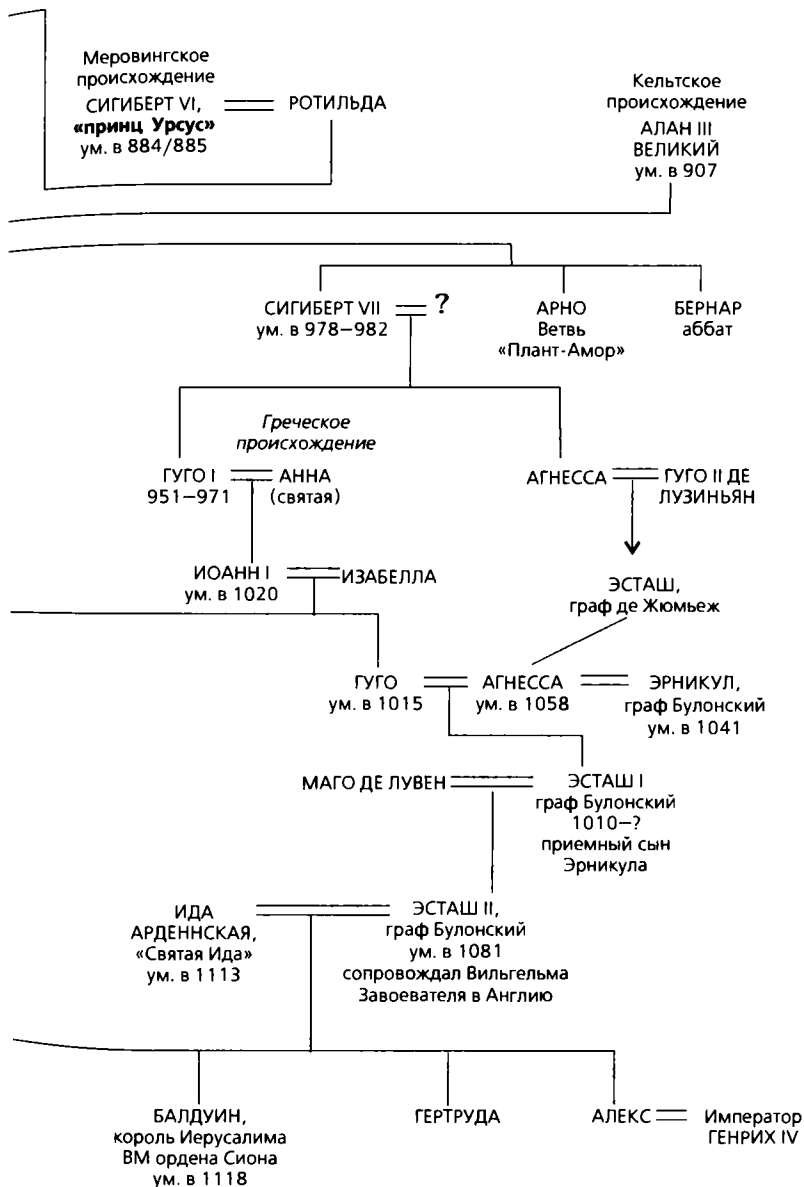 Меровингское
происхождение
СИГИБЕРТ VI,
«принц Урсус»
ум. в 884/885
РОТИЛЬДА
Кельтское
происхождение
АЛАН III
ВЕЛИКИЙ
ум. в 907
СИГИБЕРТ VII
ум. в 978–982
?
АРНО
Ветвь
«Плант-Амор»
БЕРНАР
аббат
Греческое
происхождение
ГУГО I
951–971
АННА
(святая)
АГНЕССА
ГУГО II ДЕ
ЛУЗИНЬЯН
ИОАНН I
ум. в 1020
ИЗАБЕЛЛА
ЭСТАШ,
граф де Жюмьеж
ГУГО
ум. в 1015
АГНЕССА
ум. в 1058
ЭРНИКУЛ,
граф Булонский
ум. в 1041
МАГО ДЕ ЛУВЕН
ЭСТАШ I
граф Булонский
1010–?
приемный сын
Эрникула
ИДА
АРДЕННСКАЯ,
«Святая Ида»
ум. в 1113
ЭСТАШ II,
граф Булонский
ум. в 1081
сопровождал Вильгельма
Завоевателя в Англию
БАЛДУИН,
король Иерусалима
ВМ ордена Сиона
ум. в 1118
ГЕРТРУДА
АЛЕКС
Император
ГЕНРИХ IV